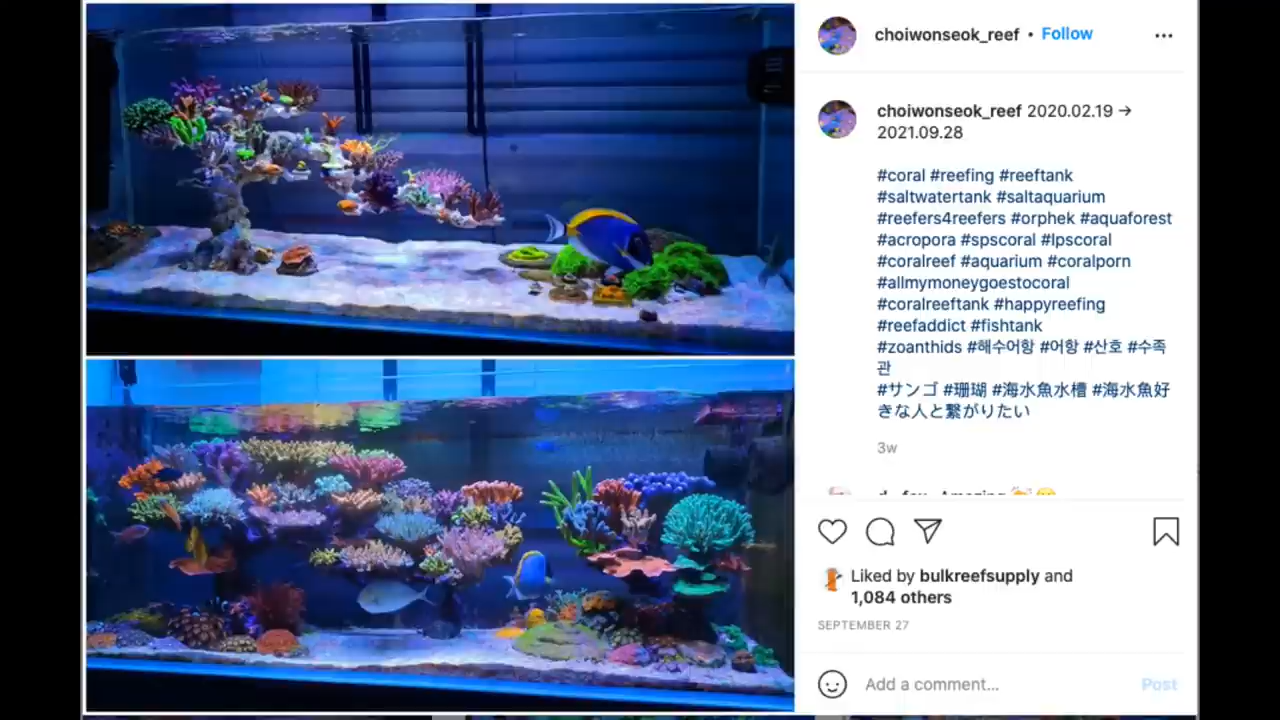 choiwonseok_reef • Follow
choiwonseok_reef 2020.02.19 →
2021.09.28
#coral #reefing #reeftank
#saltwatertank #saltaquarium
#reefers4reefers #orphek #aquaforest
#acropora #spscoral #lpscoral
#coralreef #aquarium #coralporn
#allmymoneygoestocoral
#coralreeftank #happyreefing
#reefaddict #fishtank
#zoanthids #해수어항 #어항 #산호 #수족
관
#サンゴ #珊瑚 #海水魚水槽 #海水魚好
きな人と繋がりたい
3w
Amazing
Liked by bulkreefsupply and
1,084 others
SEPTEMBER 27
Add a comment... Post